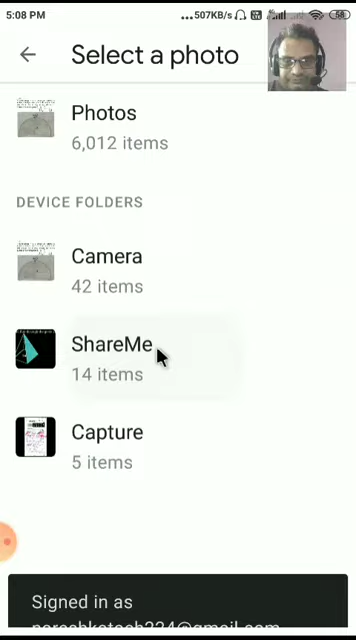 5:08 PM ...507KB/s 58
Select a photo
Photos
6,012 items
DEVICE FOLDERS
Camera
42 items
ShareMe
14 items
Capture
5 items
Signed in as